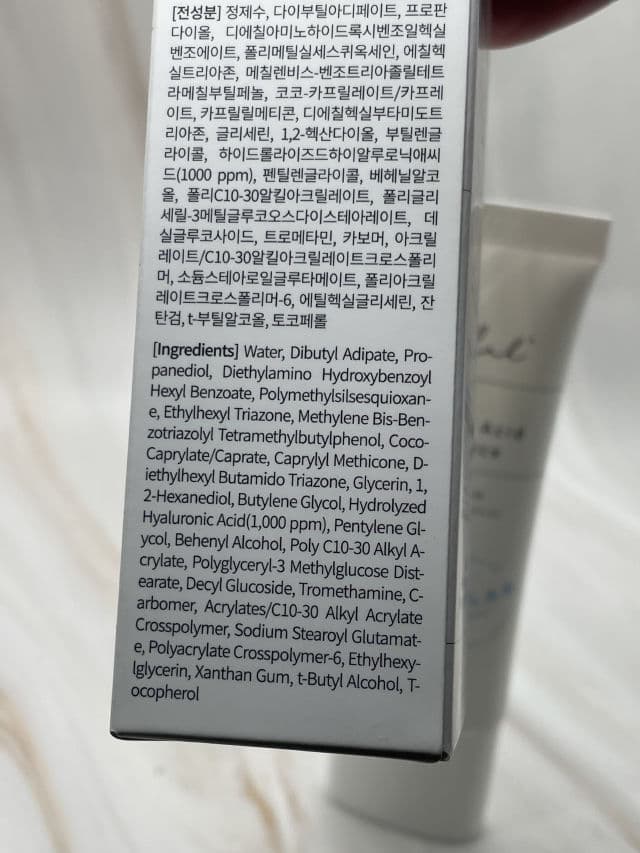 [전성분] 정제수, 다이부틸아디페이트, 프로판
다이올, 디에칠아미노하이드록시벤조일헥실
벤조에이트, 폴리메틸실세스퀴옥세인, 에칠헥
실트리아존, 메칠렌비스-벤조트리아졸릴테트
라메칠부틸페놀, 코코-카프릴레이트/카프레
이트, 카프릴릴메티콘, 디에칠헥실부타미도트
리아존, 글리세린, 1,2-헥산다이올, 부틸렌글
라이콜, 하이드롤라이즈드하이알루로닉애씨
드(1000 ppm), 펜틸렌글라이콜, 베헤닐알코
올, 폴리C10-30알킬아크릴레이트, 폴리글리
세릴-3메틸글루코오스다이스테아레이트, 데
실글루코사이드, 트로메타민, 카보머, 아크릴
레이트/C10-30알킬아크릴레이트크로스폴리
머, 소듐스테아로일글루타메이트, 폴리아크릴
레이트크로스폴리머-6, 에틸헥실글리세린, 잔
탄검, t-부틸알코올, 토코페롤
[Ingredients] Water, Dibutyl Adipate, Pro-
panediol, Diethylamino Hydroxybenzoyl
Hexyl Benzoate, Polymethylsilsesquioxan-
e, Ethylhexyl Triazone, Methylene Bis-Ben-
zotriazolyl Tetramethylbutylphenol, Coco-
Caprylate/Caprate, Caprylyl Methicone, D-
iethylhexyl Butamido Triazone, Glycerin, 1,
2-Hexanediol, Butylene Glycol, Hydrolyzed
Hyaluronic Acid(1,000 ppm), Pentylene Gl-
ycol, Behenyl Alcohol, Poly C10-30 Alkyl A-
crylate, Polyglyceryl-3 Methylglucose Dist-
earate, Decyl Glucoside, Tromethamine, C-
arbomer, Acrylates/C10-30 Alkyl Acrylate
Crosspolymer, Sodium Stearoyl Glutamat-
e, Polyacrylate Crosspolymer-6, Ethylhexy-
lglycerin, Xanthan Gum, t-Butyl Alcohol, T-
ocopherol